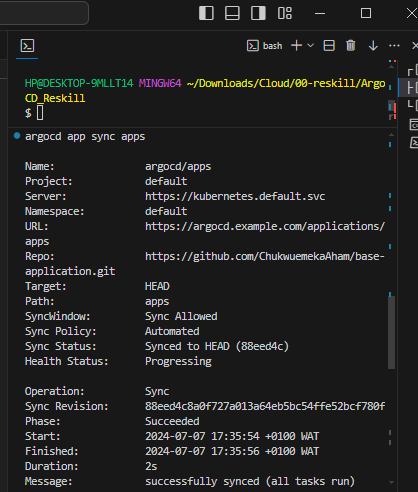 bash
HP@DESKTOP-9MLLT14 MINGW64 ~/Downloads/Cloud/00-reskill/Argo
CD_Reskill
$
argocd app sync apps
Name: argocd/apps
Project: default
Server: https://kubernetes.default.svc
Namespace: default
URL: https://argocd.example.com/applications/
apps
Repo: https://github.com/ChukwuemekaAham/base-
application.git
Target: HEAD
Path: apps
SyncWindow: Sync Allowed
Sync Policy: Automated
Sync Status: Synced to HEAD (88eed4c)
Health Status: Progressing
Operation: Sync
Sync Revision: 88eed4c8a0f727a013a64eb5bc54ffe52bcf780f
Phase: Succeeded
Start: 2024-07-07 17:35:54 +0100 WAT
Finished: 2024-07-07 17:35:56 +0100 WAT
Duration: 2s
Message: successfully synced (all tasks run)